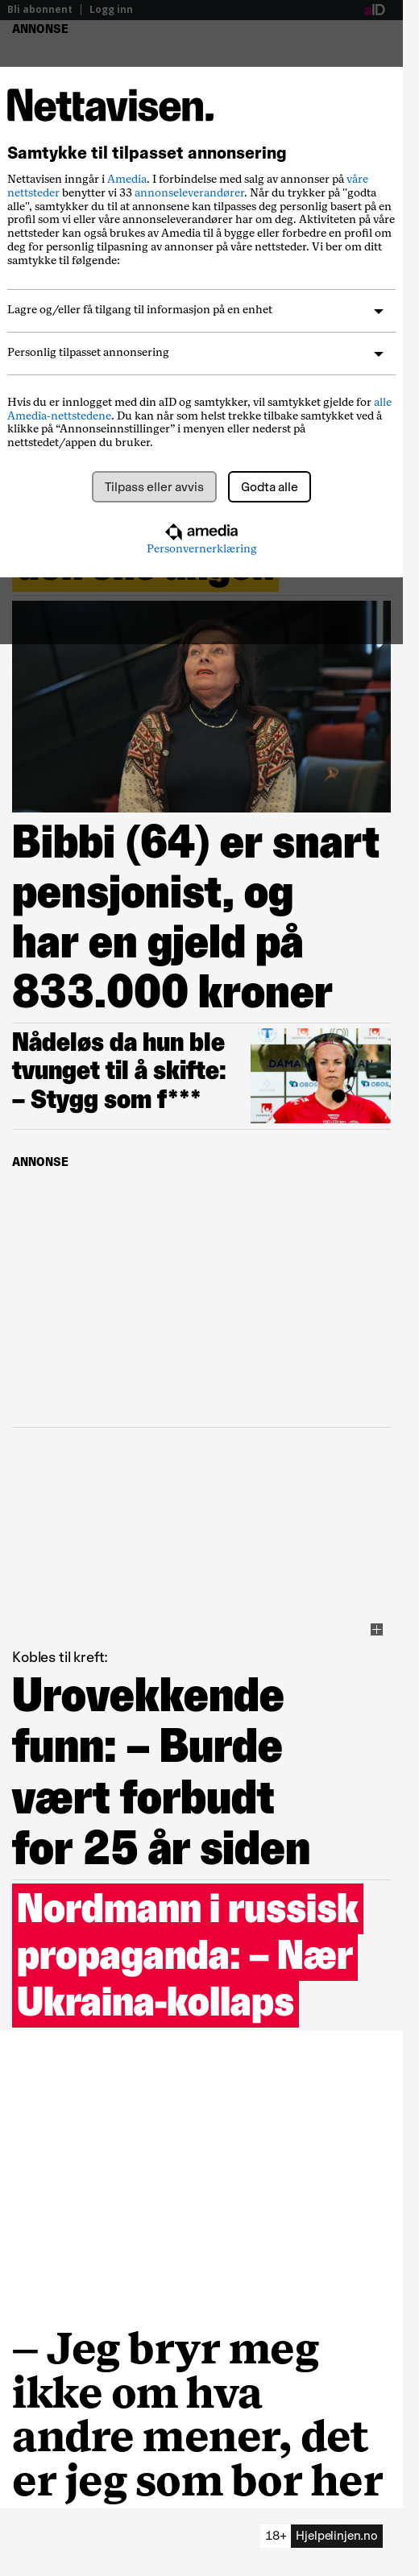 Bli abonnent | Logg inn
aID
ANNONSE
Nettavisen.
Samtykke til tilpasset annonsering
Nettavisen inngår i Amedia. I forbindelse med salg av annonser på våre
nettsteder benytter vi 33 annonseleverandører. Når du trykker på "godta
alle", samtykker du til at annonsene kan tilpasses deg personlig basert på en
profil som vi eller våre annonseleverandører har om deg. Aktiviteten på våre
nettsteder kan også brukes av Amedia til å bygge eller forbedre en profil om
deg for personlig tilpasning av annonser på våre nettsteder. Vi ber om ditt
samtykke til følgende:
Lagre og/eller få tilgang til informasjon på en enhet
Personlig tilpasset annonsering
Hvis du er innlogget med din aID og samtykker, vil samtykket gjelde for alle
Amedia-nettstedene. Du kan når som helst trekke tilbake samtykket ved å
klikke på “Annonseinnstillinger” i menyen eller nederst på
nettstedet/appen du bruker.
Tilpass eller avvis
Godta alle
amedia
Personvernerklæring
Bibbi (64) er snart
pensjonist, og
har en gjeld på
833.000 kroner
Nådeløs da hun ble
tvunget til å skifte:
– Stygg som f***
DAMA
OBOS
OBOS
ANNONSE
Kobles til kreft:
Urovekkende
funn: – Burde
vært forbudt
for 25 år siden
Nordmann i russisk
propaganda: – Nær
Ukraina-kollaps
– Jeg bryr meg
ikke om hva
andre mener, det
er jeg som bor her
18+ Hjelpelinjen.no